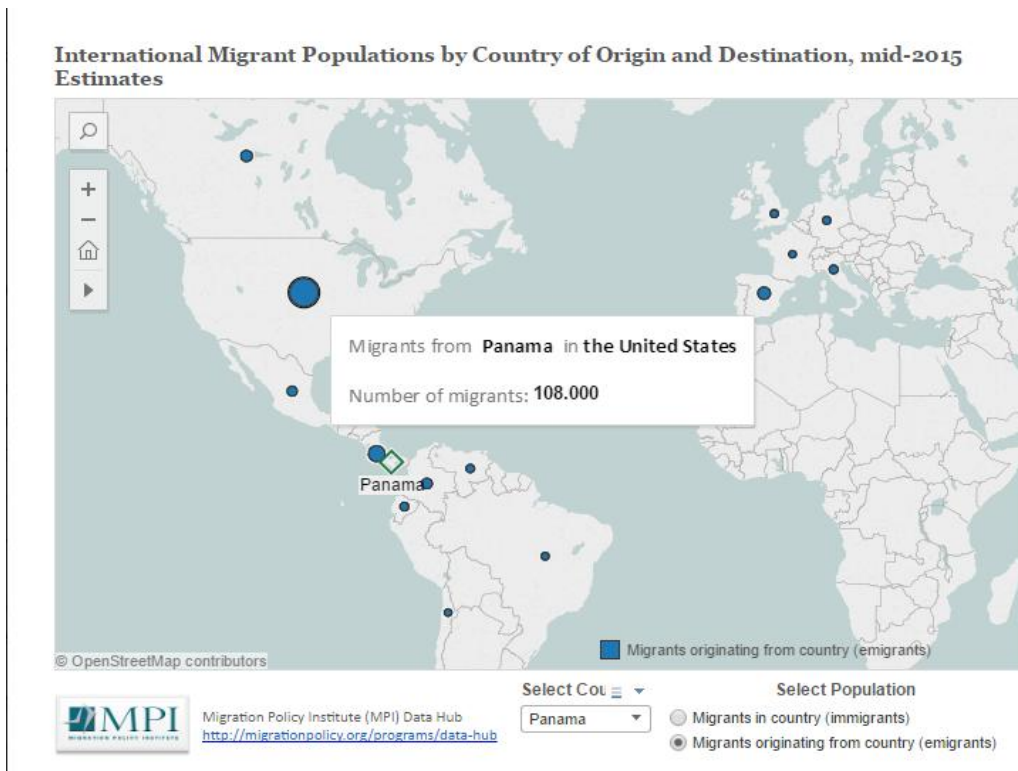 International Migrant Populations by Country of Origin and Destination, mid-2015
Estimates
Migrants from Panama in the United States
Number of migrants: 108.000
Panama
Migrants originating from country (emigrants)
© OpenStreetMap contributors
Select Cou
Select Population
MPI
MIGRATION POLICY INSTITUTE
Migration Policy Institute (MPI) Data Hub
http://migrationpolicy.org/programs/data-hub
Panama
Migrants in country (immigrants)
Migrants originating from country (emigrants)